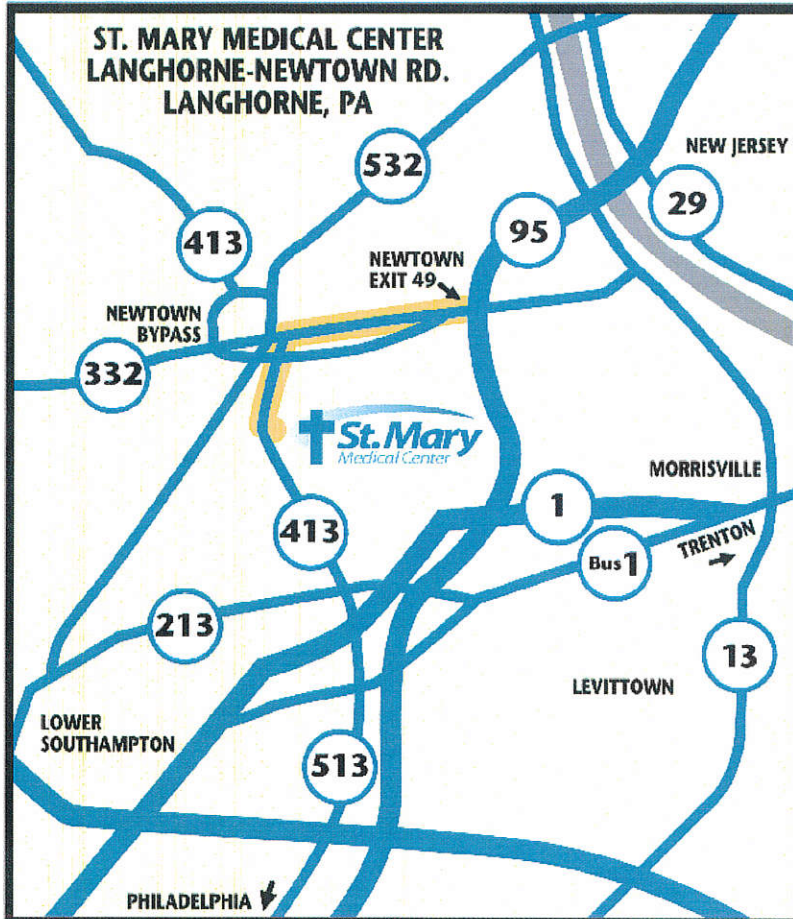 ST. MARY MEDICAL CENTER
LANGHORNE-NEWTOWN RD.
LANGHORNE, PA
532
NEW JERSEY
29
95
413
NEWTOWN
EXIT 49
NEWTOWN
BYPASS
332
St. Mary
Medical Center
MORRISVILLE
1
413
Bus 1
TRENTON
213
13
LEVITTOWN
LOWER
SOUTHAMPTON
513
PHILADELPHIA